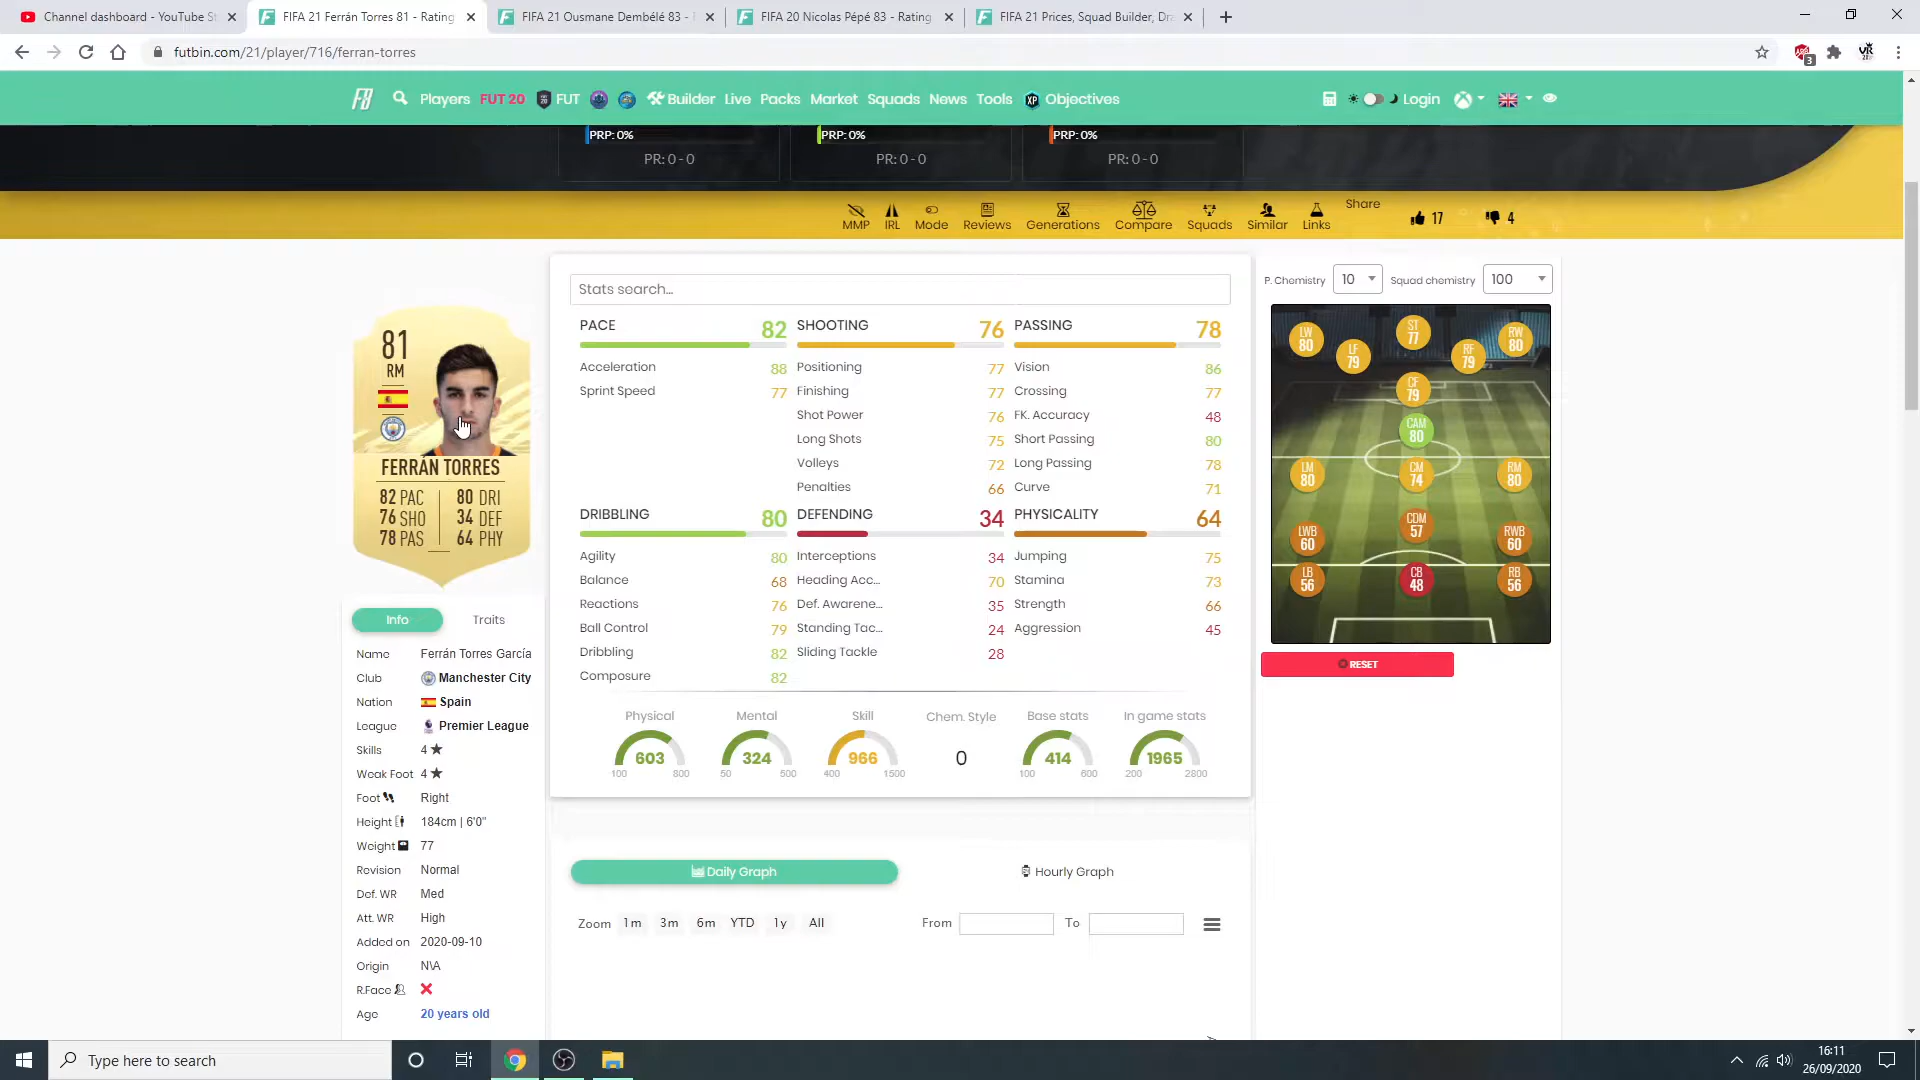 Channel dashboard - YouTube St
FIFA 21 Ferrán Torres 81 - Rating
FIFA 21 Ousmane Dembélé 83 -
FIFA 20 Nicolas Pépé 83 - Rating
FIFA 21 Prices, Squad Builder, Dra
futbin.com/21/player/716/ferran-torres
3
Players FUT 20 FUT Builder Live Packs Market Squads News Tools XP Objectives Login
PRP: 0% PRP: 0% PRP: 0%
PR: 0 - 0 PR: 0 - 0 PR: 0 - 0
MMP IRL Mode Reviews Generations Compare Squads Similar Links Share 17 4
Stats search...
P. Chemistry 10 Squad chemistry 100
81
RM
FERRÁN TORRES
82 PAC 80 DRI
76 SHO 34 DEF
78 PAS 64 PHY
PACE 82
Acceleration 88
Sprint Speed 77
SHOOTING 76
Positioning 77
Finishing 77
Shot Power 76
Long Shots 75
Volleys 72
Penalties 66
PASSING 78
Vision 86
Crossing 77
FK. Accuracy 48
Short Passing 80
Long Passing 78
Curve 71
DRIBBLING 80
Agility 80
Balance 68
Reactions 76
Ball Control 79
Dribbling 82
Composure 82
DEFENDING 34
Interceptions 34
Heading Acc... 70
Def. Awarene... 35
Standing Tac... 24
Sliding Tackle 28
PHYSICALITY 64
Jumping 75
Stamina 73
Strength 66
Aggression 45
Physical 603 100 800
Mental 324 50 500
Skill 966 400 1500
Chem. Style 0
Base stats 414 100 600
In game stats 1965 200 2800
LW 80
LF 79
ST 77
RF 79
RW 80
CF 79
CAM 80
LM 80
CM 74
RM 80
LWB 60
CDM 57
RWB 60
LB 56
CB 48
RB 56
RESET
Info Traits
Name Ferrán Torres García
Club Manchester City
Nation Spain
League Premier League
Skills 4
Weak Foot 4
Foot Right
Height 184cm | 6'0"
Weight 77
Revision Normal
Def. WR Med
Att. WR High
Added on 2020-09-10
Origin N\A
R.Face
Age 20 years old
Daily Graph Hourly Graph
Zoom 1m 3m 6m YTD 1y All From To
Type here to search
16:11
26/09/2020